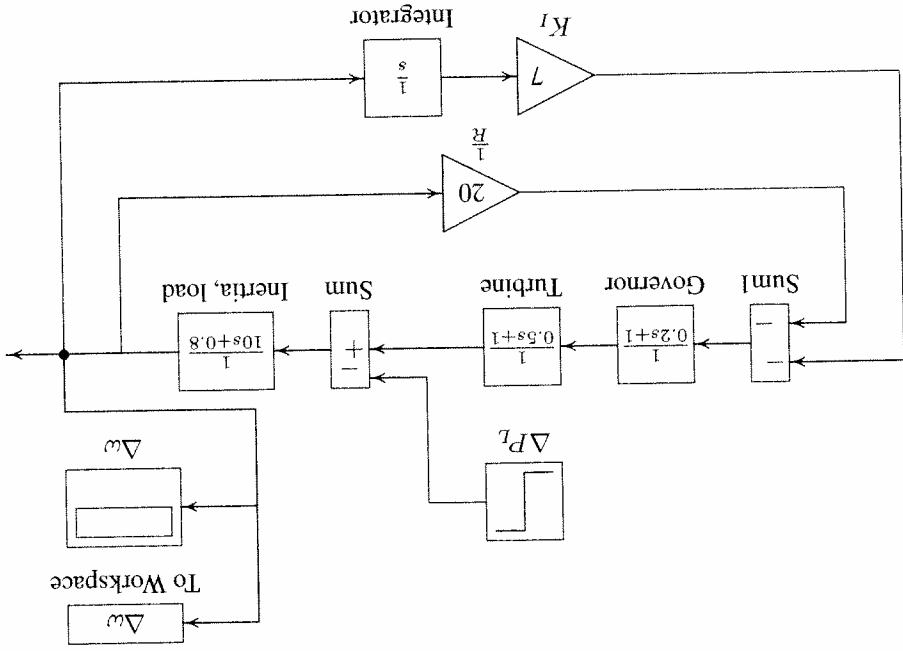 Δω
To Workspace
ΔP_L
Δω
−
−
1
0.2s+1
1
0.5s+1
−
+
1
10s+0.8
Sum1
Governor
Turbine
Sum
Inertia, load
20
1
R
7
1
s
K_I
Integrator